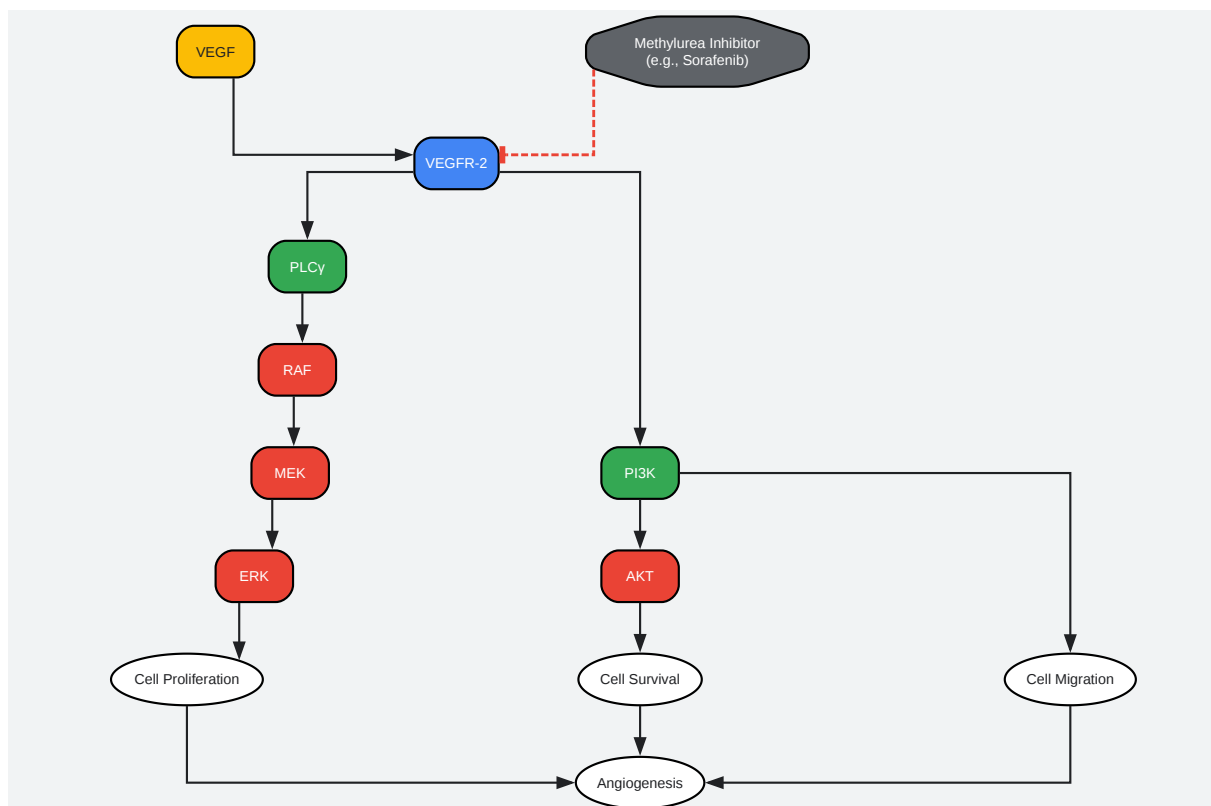 VEGF
Methylurea Inhibitor
(e.g., Sorafenib)
VEGFR-2
PLCγ
RAF
MEK
PI3K
ERK
AKT
Cell Proliferation
Cell Survival
Cell Migration
Angiogenesis